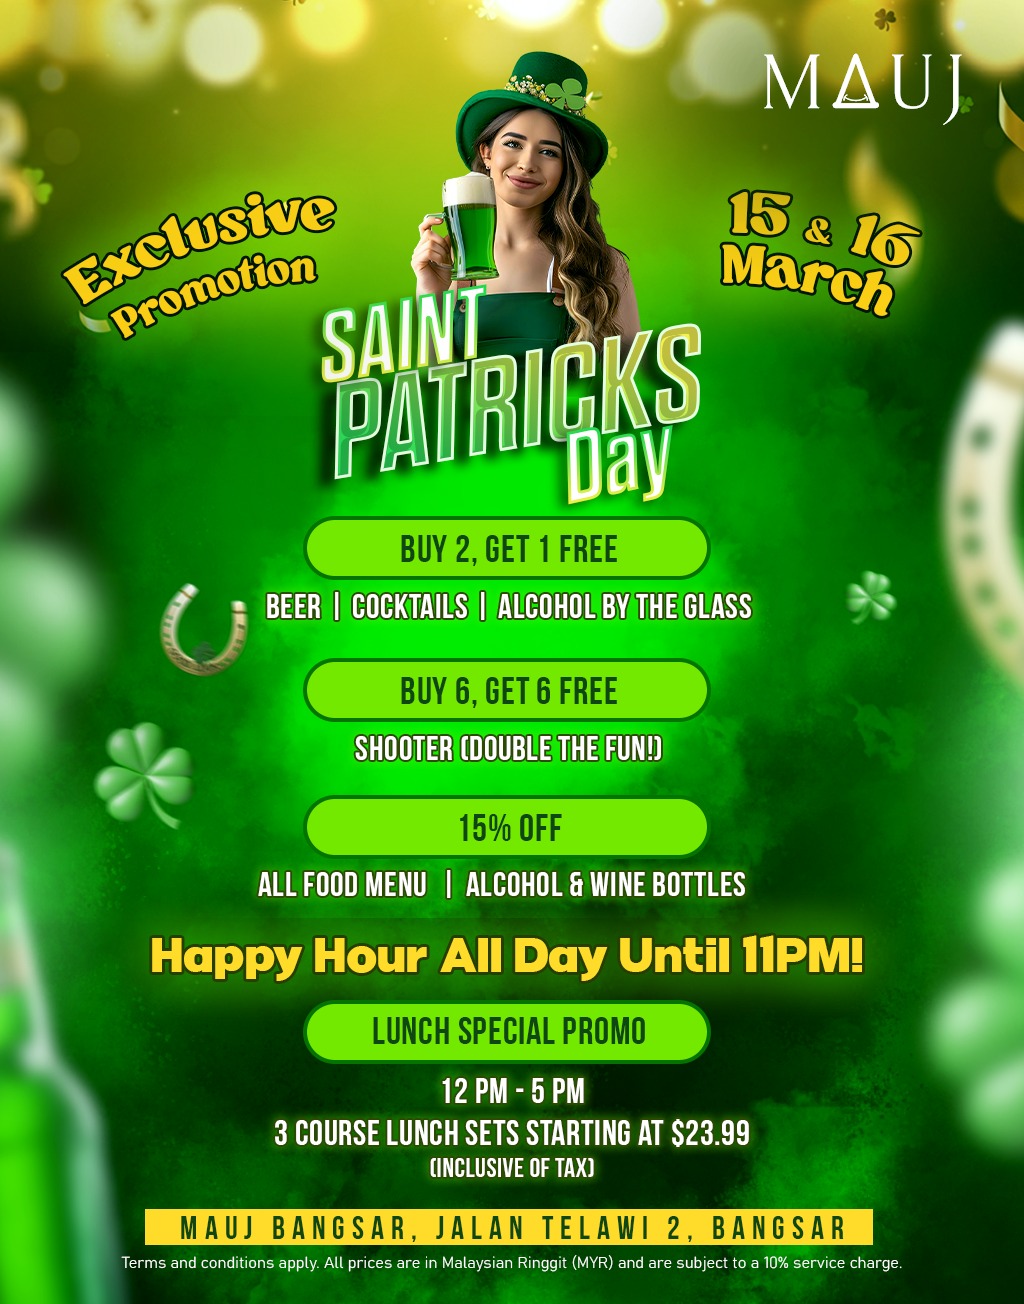 MAUJ
Exclusive
promotion
15 & 16
March
SAINT
PATRICKS
Day
BUY 2, GET 1 FREE
BEER | COCKTAILS | ALCOHOL BY THE GLASS
BUY 6, GET 6 FREE
SHOOTER (DOUBLE THE FUN!)
15% OFF
ALL FOOD MENU | ALCOHOL & WINE BOTTLES
Happy Hour All Day Until 11PM!
LUNCH SPECIAL PROMO
12 PM - 5 PM
3 COURSE LUNCH SETS STARTING AT $23.99
(INCLUSIVE OF TAX)
MAUJ BANGSAR, JALAN TELAWI 2, BANGSAR
Terms and conditions apply. All prices are in Malaysian Ringgit (MYR) and are subject to a 10% service charge.